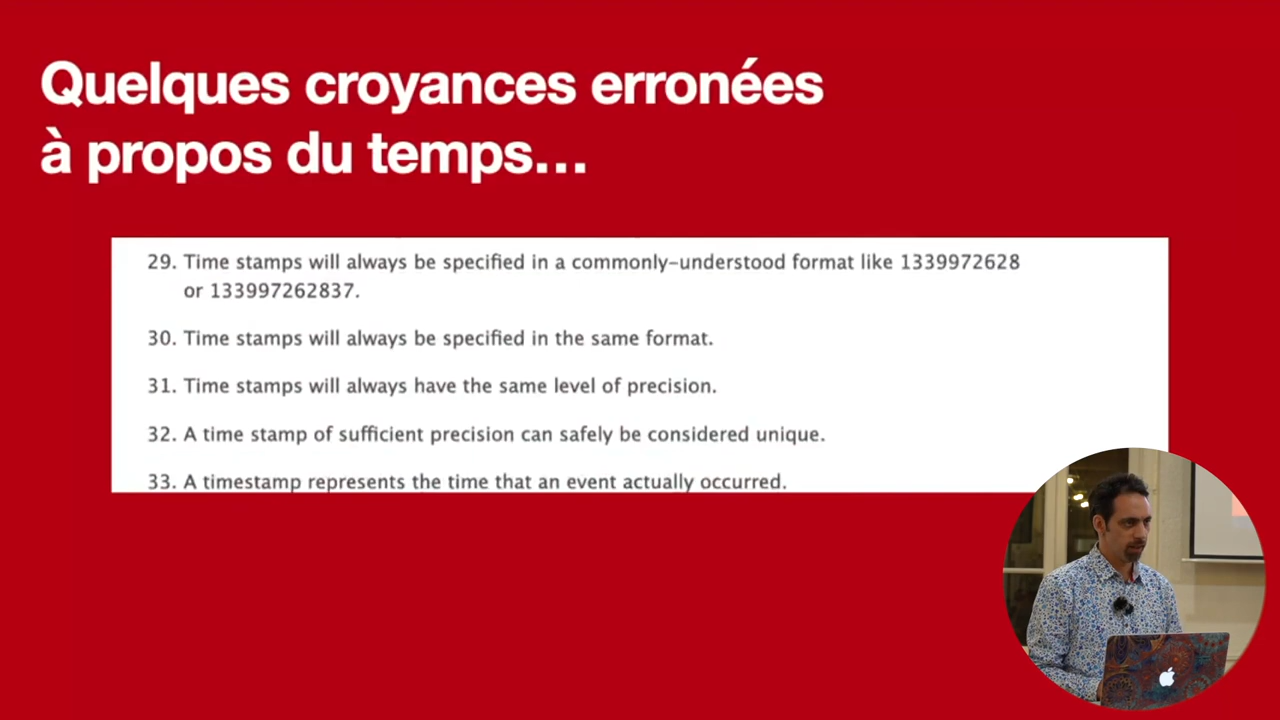 Quelques croyances erronées
à propos du temps...
29. Time stamps will always be specified in a commonly-understood format like 1339972628
or 133997262837.
30. Time stamps will always be specified in the same format.
31. Time stamps will always have the same level of precision.
32. A time stamp of sufficient precision can safely be considered unique.
33. A timestamp represents the time that an event actually occurred.